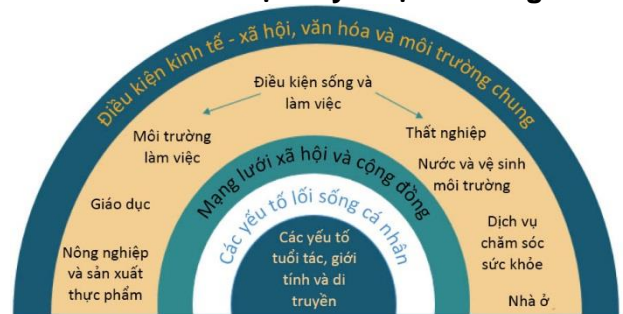 Điều kiện kinh tế - xã hội, văn hóa và môi trường chung
Điều kiện sống và
làm việc
Môi trường
làm việc
Thất nghiệp
Giáo dục
Nước và vệ sinh
môi trường
Nông nghiệp
và sản xuất
thực phẩm
Dịch vụ
chăm sóc
sức khỏe
Nhà ở
Mạng lưới xã hội và cộng đồng
Các yếu tố lối sống cá nhân
Các yếu tố
tuổi tác, giới
tính và di
truyền